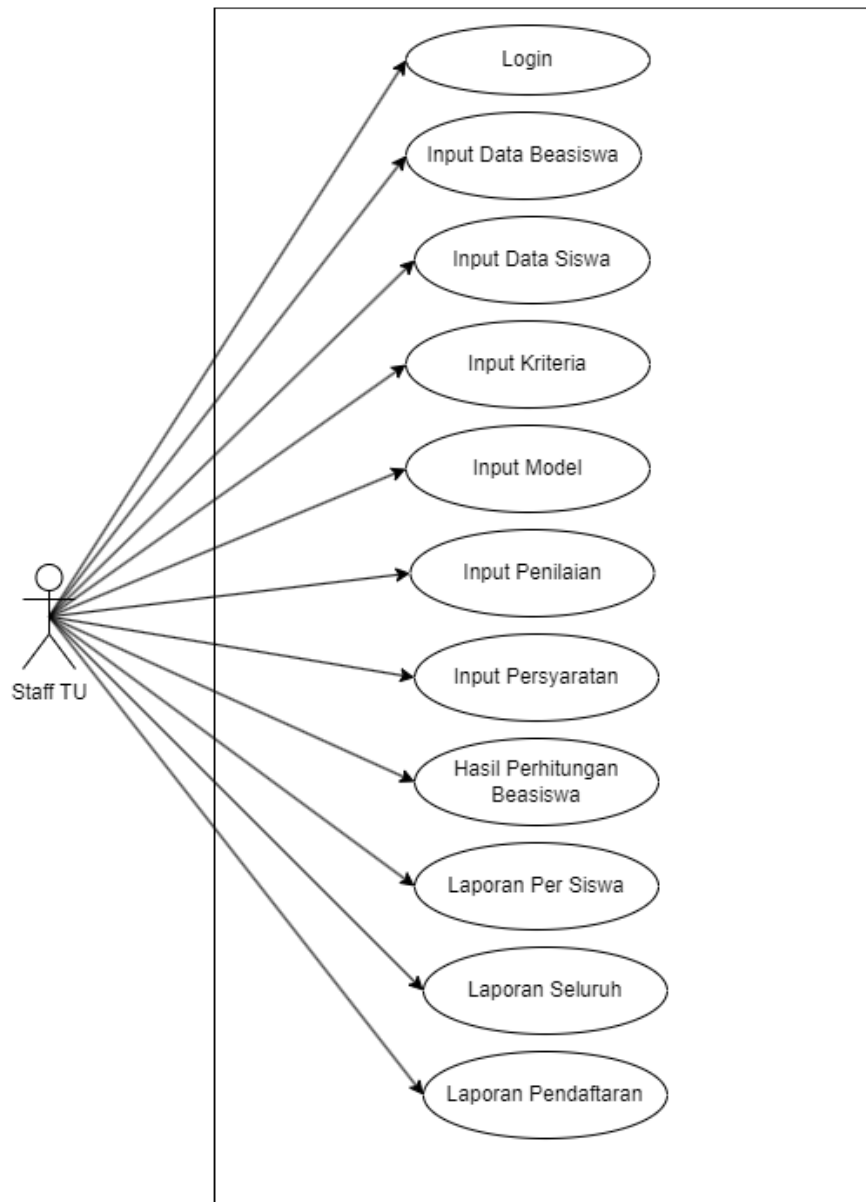 Login
Input Data Beasiswa
Input Data Siswa
Input Kriteria
Input Model
Input Penilaian
Staff TU
Input Persyaratan
Hasil Perhitungan
Beasiswa
Laporan Per Siswa
Laporan Seluruh
Laporan Pendaftaran